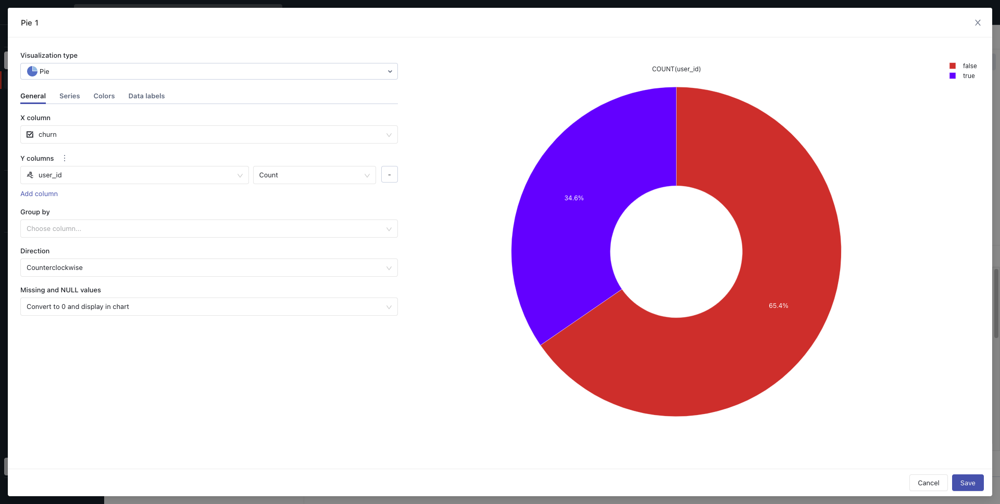 Pie 1
Visualization type
Pie
General Series Colors Data labels
X column
churn
Y columns
ABC user_id Count -
Add column
Group by
Choose column...
Direction
Counterclockwise
Missing and NULL values
Convert to 0 and display in chart
COUNT(user_id)
false
true
34.6%
65.4%
Cancel Save